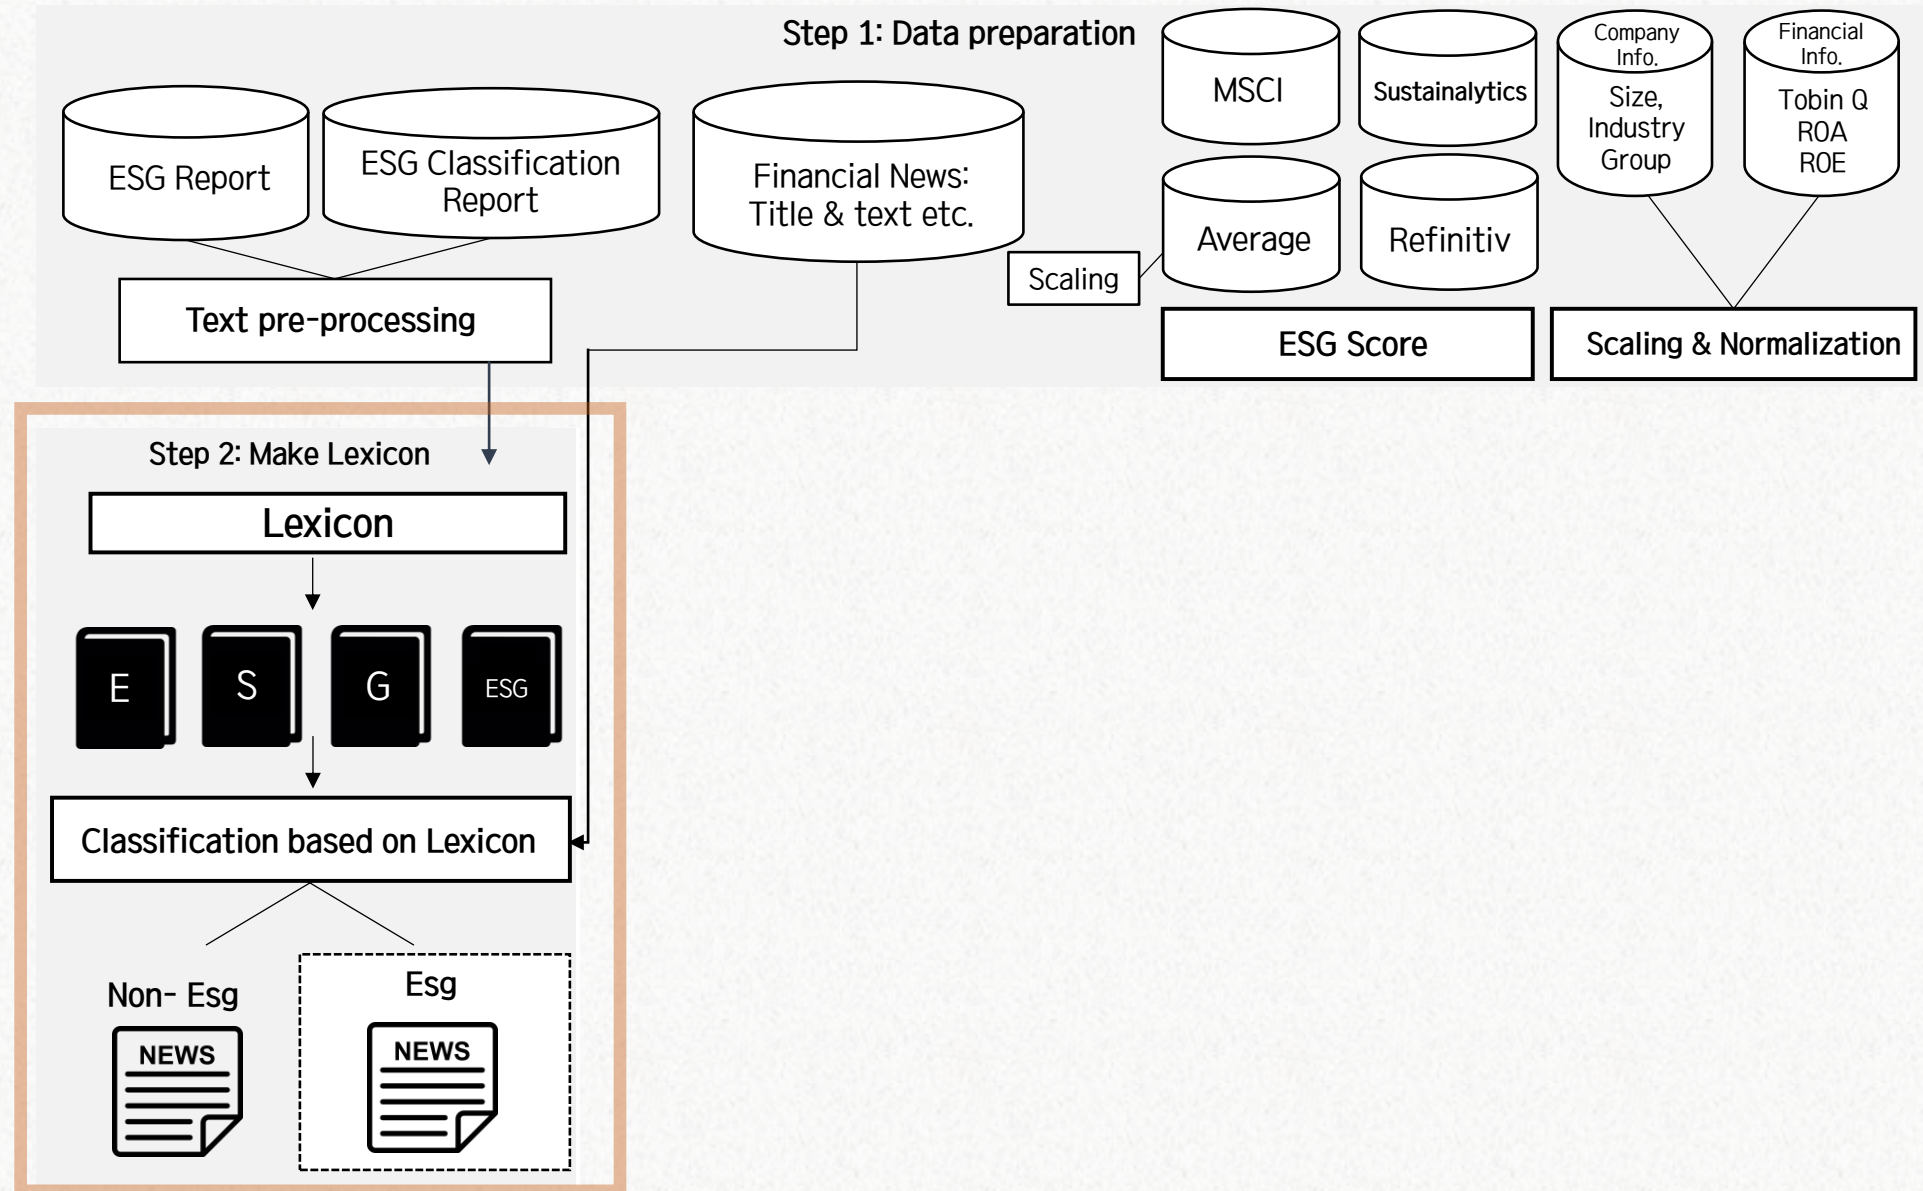 Step 1: Data preparation
ESG Report
ESG Classification
Report
Financial News:
Title & text etc.
MSCI
Sustainalytics
Average
Refinitiv
Company
Info.
Size,
Industry
Group
Financial
Info.
Tobin Q
ROA
ROE
Scaling
Text pre-processing
ESG Score
Scaling & Normalization
Step 2: Make Lexicon
Lexicon
E
S
G
ESG
Classification based on Lexicon
Non- Esg
NEWS
Esg
NEWS